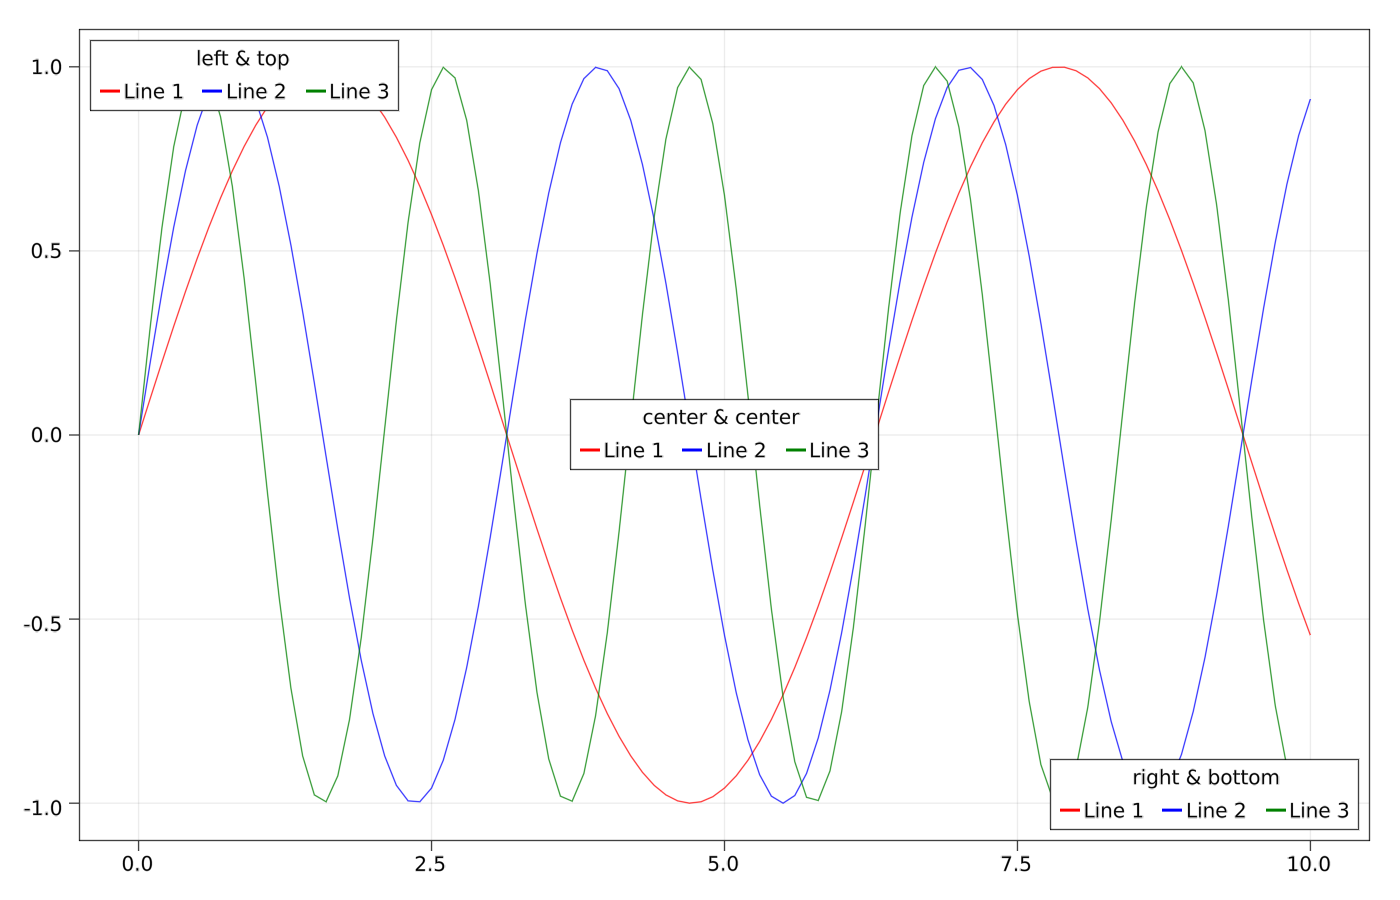 left & top
Line 1 Line 2 Line 3
1.0
0.5
0.0
center & center
Line 1 Line 2 Line 3
-0.5
right & bottom
Line 1 Line 2 Line 3
-1.0
0.0 2.5 5.0 7.5 10.0